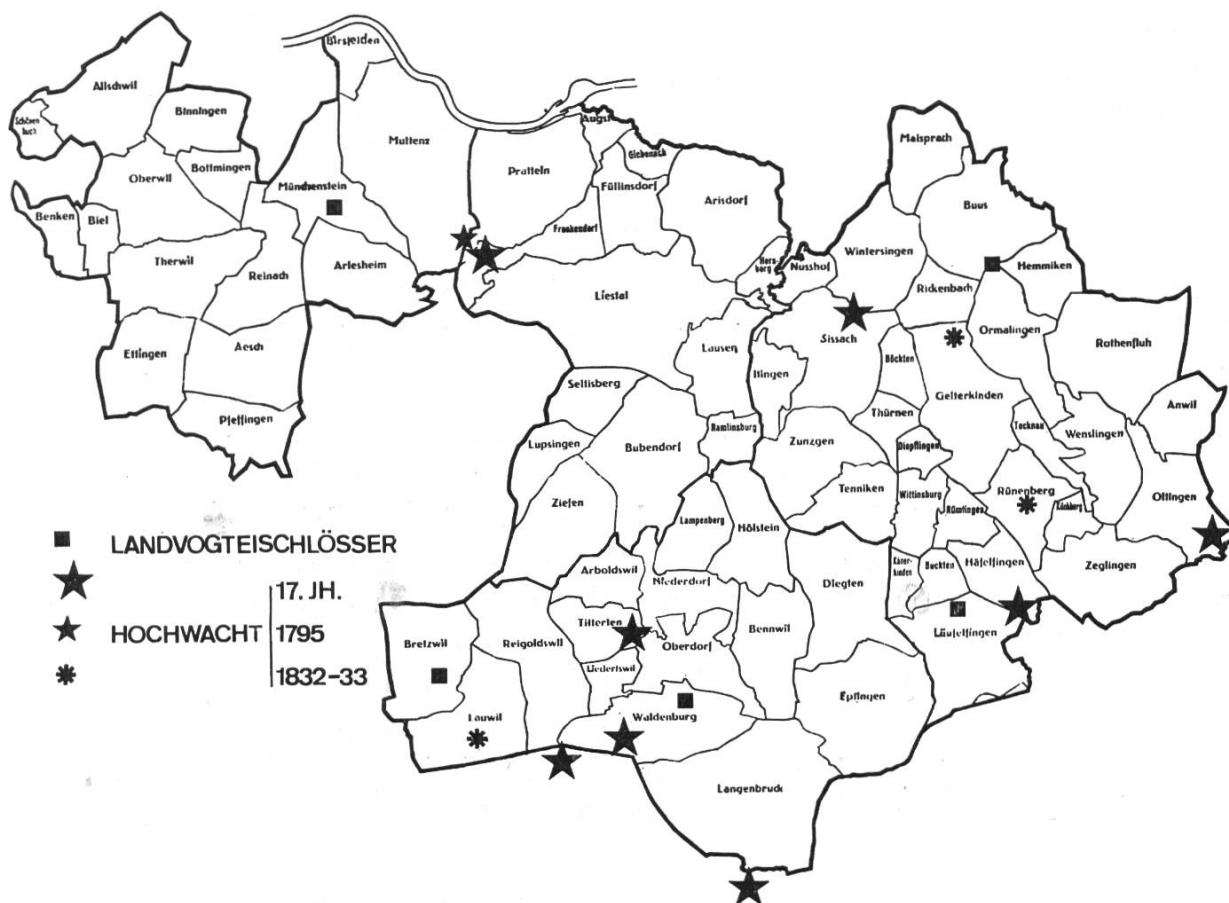 Birsfelden
Allschwil
Binningen
Schönenbuch
Muttenz
Augst
Maisprach
Giebenach
Bottmingen
Oberwil
Pratteln
Füllinsdorf
Münchenstein
Arisdorf
Buus
Benken
Biel
Frenkendorf
Wintersingen
Therwil
Reinach
Arlesheim
Hersberg
Nusshof
Hemmiken
Rickenbach
Liestal
Ormalingen
Sissach
Rothenfluh
Ettingen
Aesch
Lausen
Böckten
Itingen
Seltisberg
Gelterkinden
Anwil
Pfeffingen
Thürnen
Ramlinsburg
Tecknau
Lupsingen
Bubendorf
Zunzgen
Diepflingen
Wenslingen
Tenniken
Wittinsburg
Rünenberg
Oltingen
Ziefen
Lampenberg
Hölstein
Rümlingen
Kilchberg
■ LANDVOGTEISCHLÖSSER
Arboldswil
Niederdorf
Diegten
Känerkinden
Buckten
Häfelfingen
Zeglingen
★ 17. JH.
★ HOCHWACHT 1795
1832-33
Titterten
Bretzwil
Reigoldswil
Oberdorf
Bennwil
Läufelfingen
Liedertswil
Eptingen
Lauwil
Waldenburg
Langenbruck